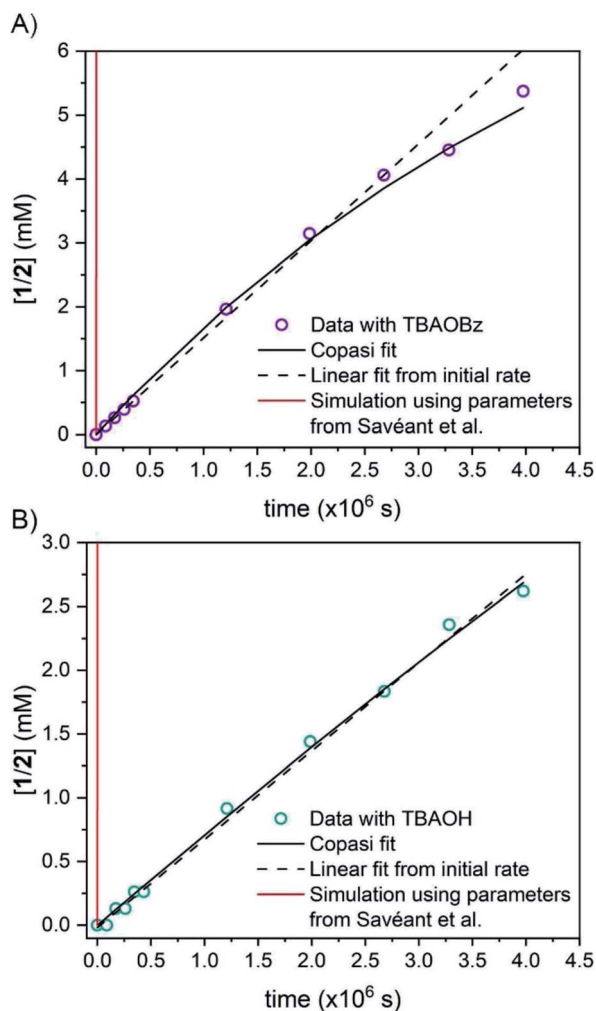 A)
6
5
4
3
2
1
0
[1/2] (mM)
Data with TBAOBz
Copasi fit
Linear fit from initial rate
Simulation using parameters
from Savéant et al.
0.0 0.5 1.0 1.5 2.0 2.5 3.0 3.5 4.0 4.5
time (x10⁶ s)
B)
3.0
2.5
2.0
1.5
1.0
0.5
0.0
[1/2] (mM)
Data with TBAOH
Copasi fit
Linear fit from initial rate
Simulation using parameters
from Savéant et al.
0.0 0.5 1.0 1.5 2.0 2.5 3.0 3.5 4.0 4.5
time (x10⁶ s)